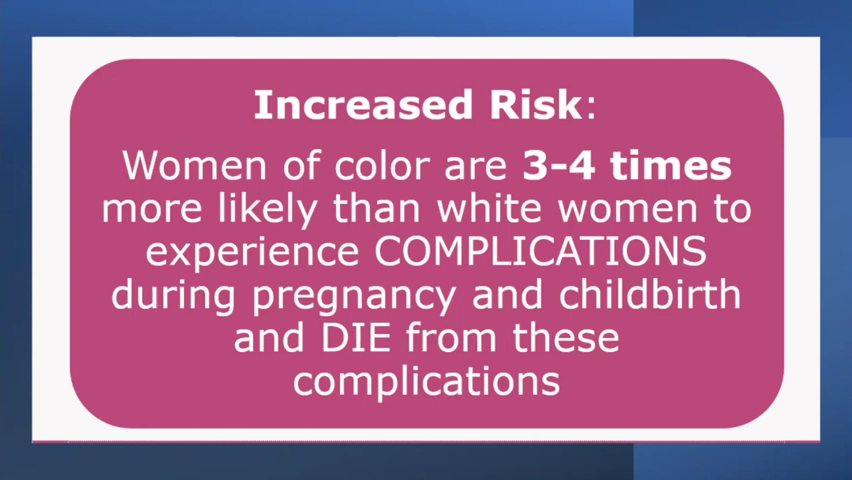 Increased Risk:
Women of color are 3-4 times
more likely than white women to
experience COMPLICATIONS
during pregnancy and childbirth
and DIE from these
complications